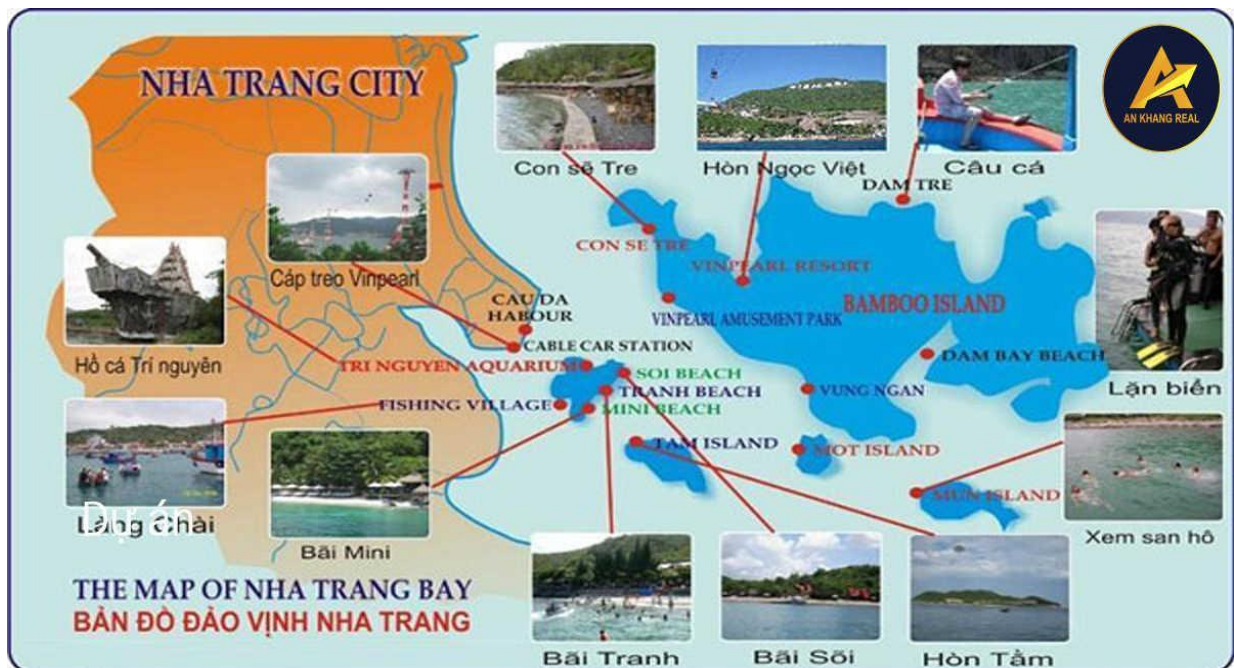 NHA TRANG CITY
AN KHANG REAL
Con sẽ Tre
Hòn Ngọc Việt
Câu cá
DAM TRE
Cáp treo Vinpearl
CON SE TRE
VINPEARL RESORT
BAMBOO ISLAND
CAU DA
HABOUR
VINPEARL AMUSEMENT PARK
CABLE CAR STATION
DAM BAY BEACH
Hồ cá Trí nguyên
TRI NGUYEN AQUARIUM
SOI BEACH
TRANH BEACH
VUNG NGAN
Lặn biển
FISHING VILLAGE
MINI BEACH
TAM ISLAND
MOT ISLAND
MUN ISLAND
Làng Chài
Dự án
Bãi Mini
Xem san hô
THE MAP OF NHA TRANG BAY
BẢN ĐỒ ĐẢO VỊNH NHA TRANG
Bãi Tranh
Bãi Sỏi
Hòn Tằm